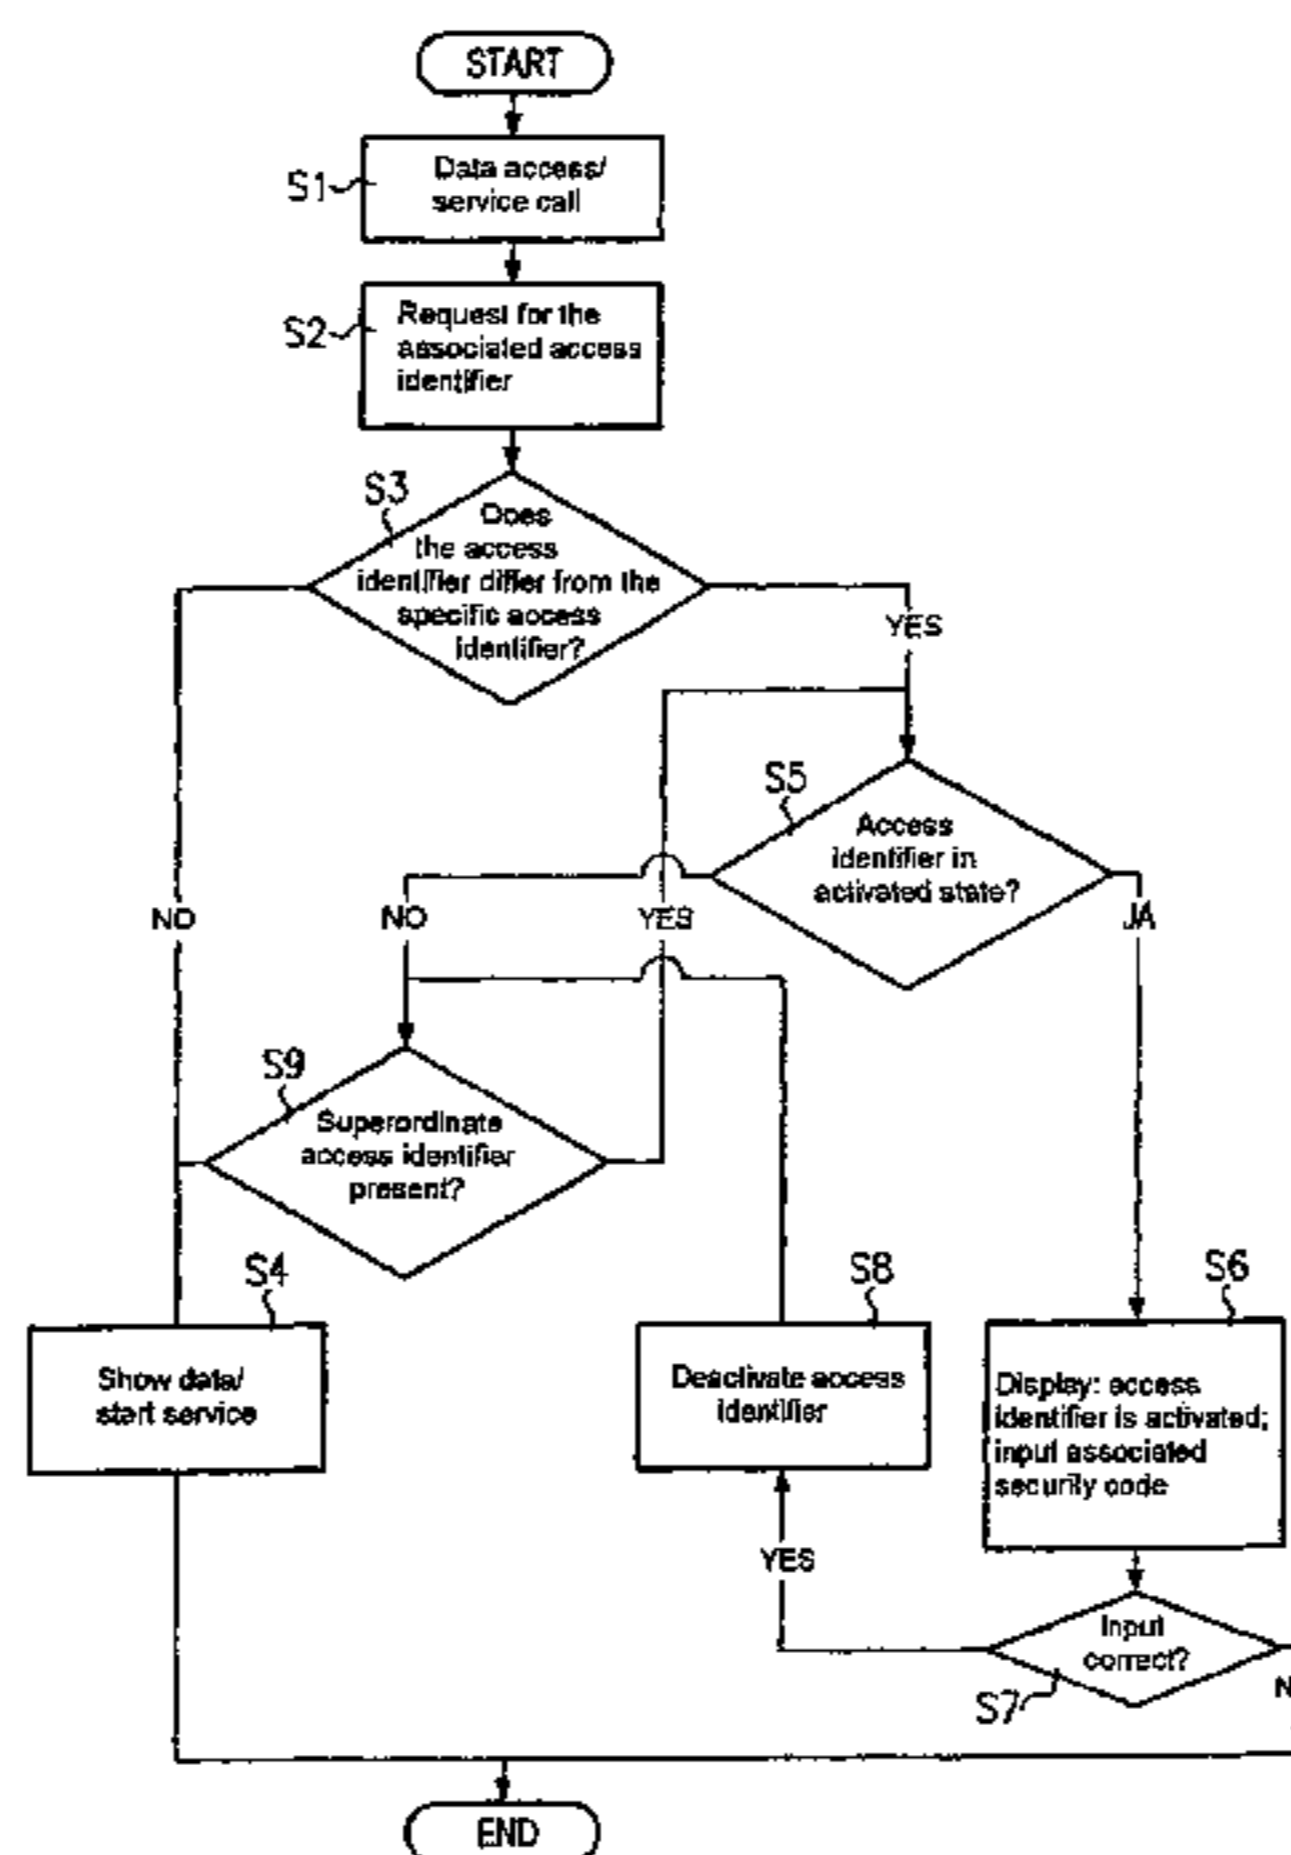 START
S1
Data access/
service call
S2
Request for the
associated access
identifier
S3
Does
the access
identifier differ from the
specific access
identifier?
YES
S5
Access
identifier in
activated state?
NO
NO
YES
JA
S9
Superordinate
access identifier
present?
S4
Show data/
start service
S8
Deactivate access
identifier
S6
Display: access
identifier is activated;
input associated
security code
YES
Input
correct?
S7
END